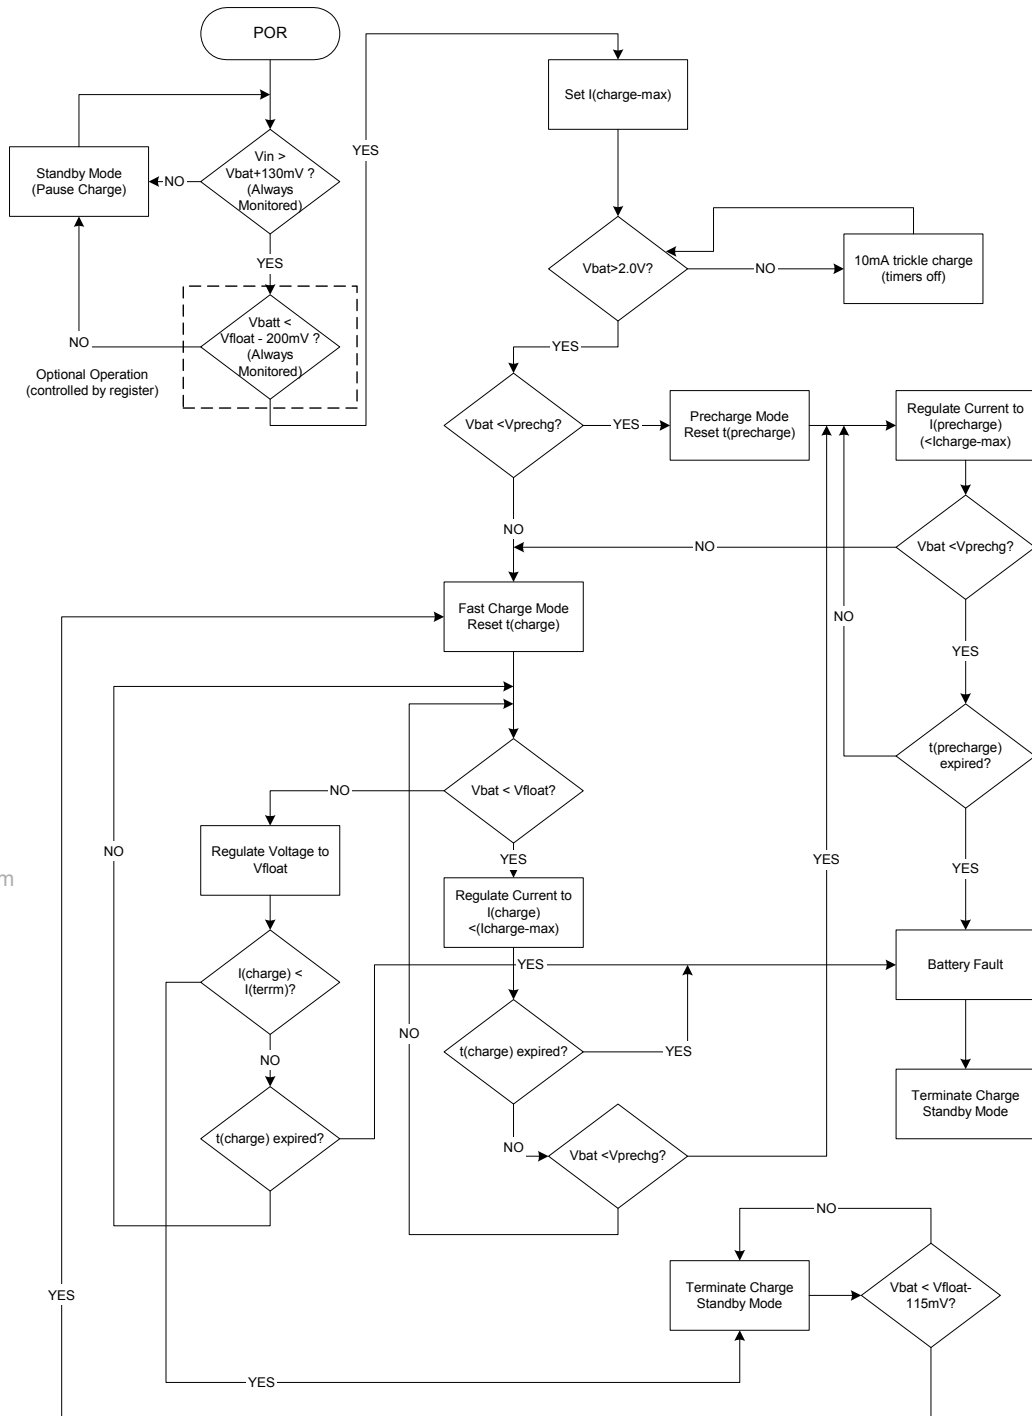 POR
Set I(charge-max)
YES
Standby Mode
(Pause Charge)
NO
Vin >
Vbat+130mV ?
(Always
Monitored)
YES
Vbat>2.0V?
NO
10mA trickle charge
(timers off)
NO
Vbatt <
Vfloat - 200mV ?
(Always
Monitored)
Optional Operation
(controlled by register)
YES
Vbat <Vprechg?
YES
Precharge Mode
Reset t(precharge)
Regulate Current to
I(precharge)
(<Icharge-max)
NO
NO
Vbat <Vprechg?
Fast Charge Mode
Reset t(charge)
NO
YES
t(precharge)
expired?
Vbat < Vfloat?
NO
NO
Regulate Voltage to
Vfloat
YES
YES
YES
m
Regulate Current to
I(charge)
<(Icharge-max)
I(charge) <
I(term)?
YES
Battery Fault
NO
NO
t(charge) expired?
YES
Terminate Charge
Standby Mode
t(charge) expired?
NO
Vbat <Vprechg?
NO
YES
Terminate Charge
Standby Mode
Vbat < Vfloat-
115mV?
YES